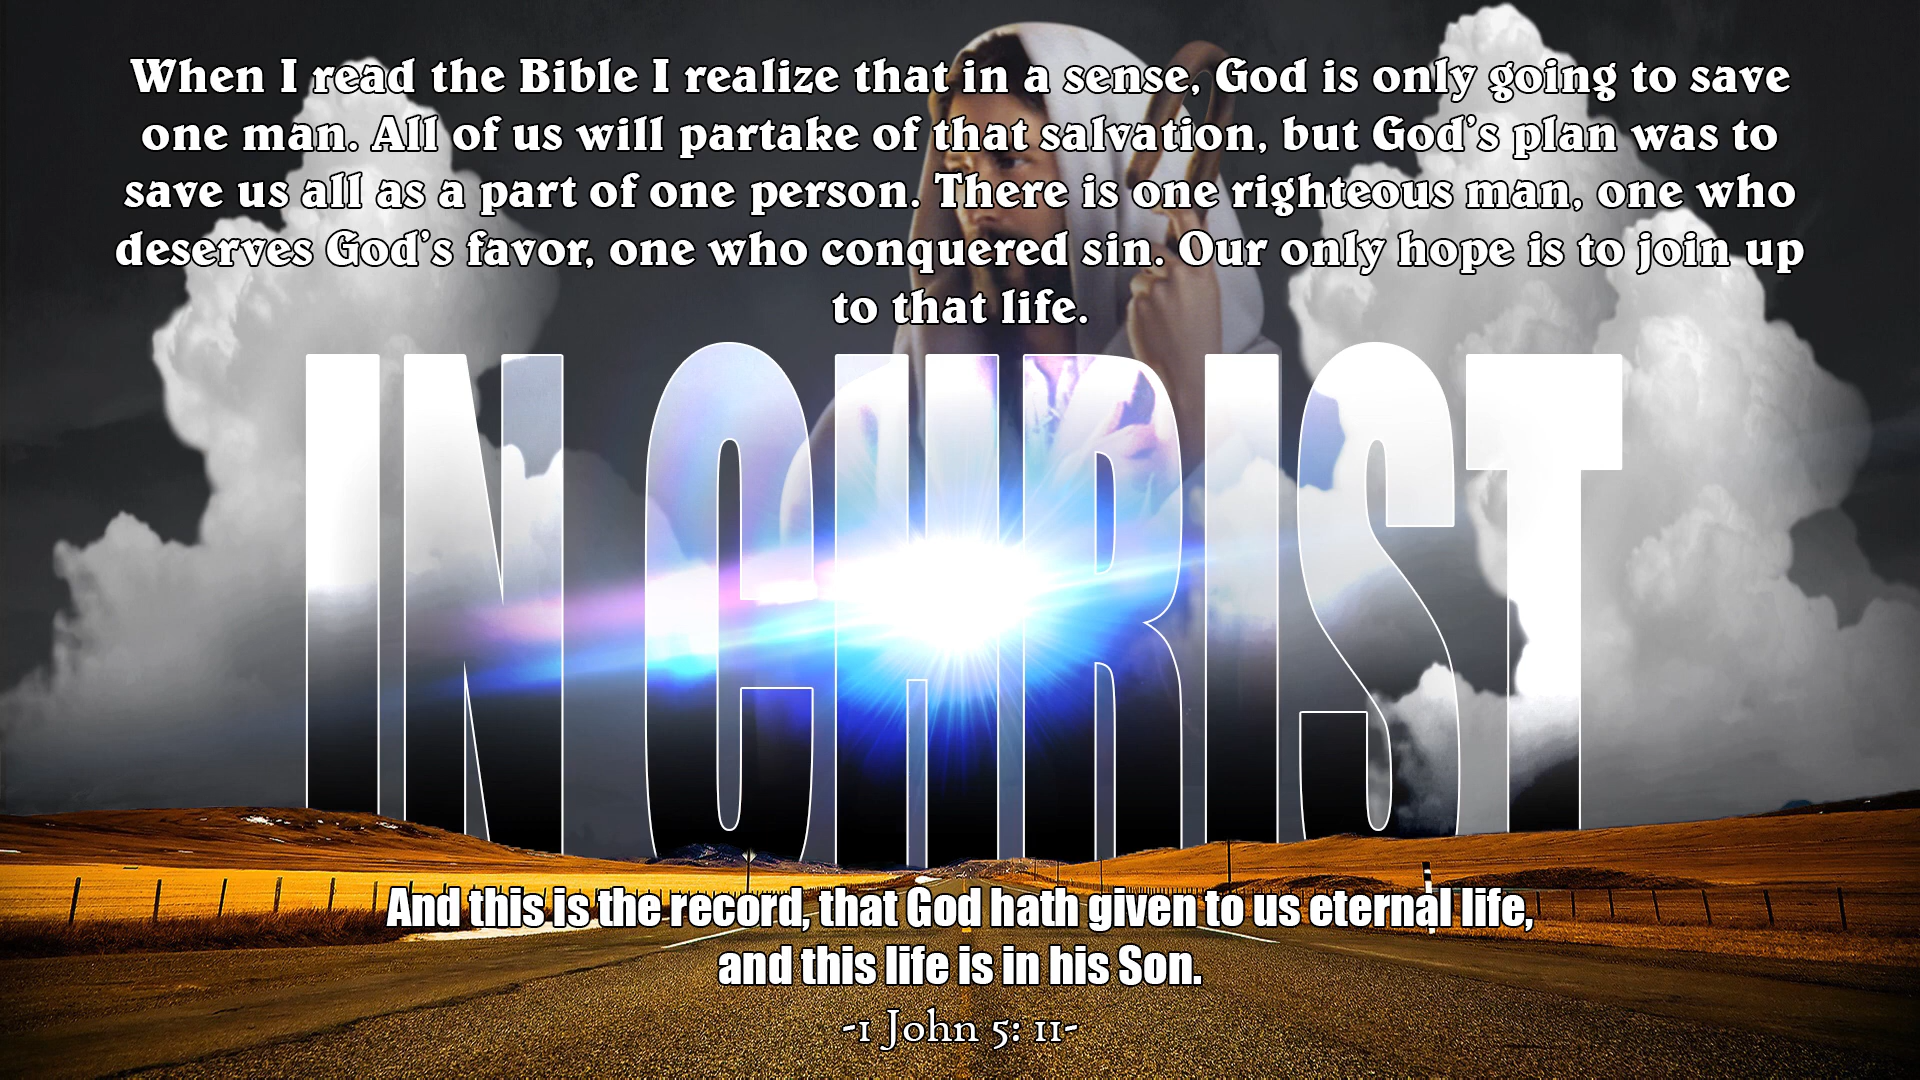 When I read the Bible I realize that in a sense, God is only going to save
one man. All of us will partake of that salvation, but God's plan was to
save us all as a part of one person. There is one righteous man, one who
deserves God's favor, one who conquered sin. Our only hope is to join up
to that life.
IN CHRIST
And this is the record, that God hath given to us eternal life,
and this life is in his Son.
-1 John 5: 11-